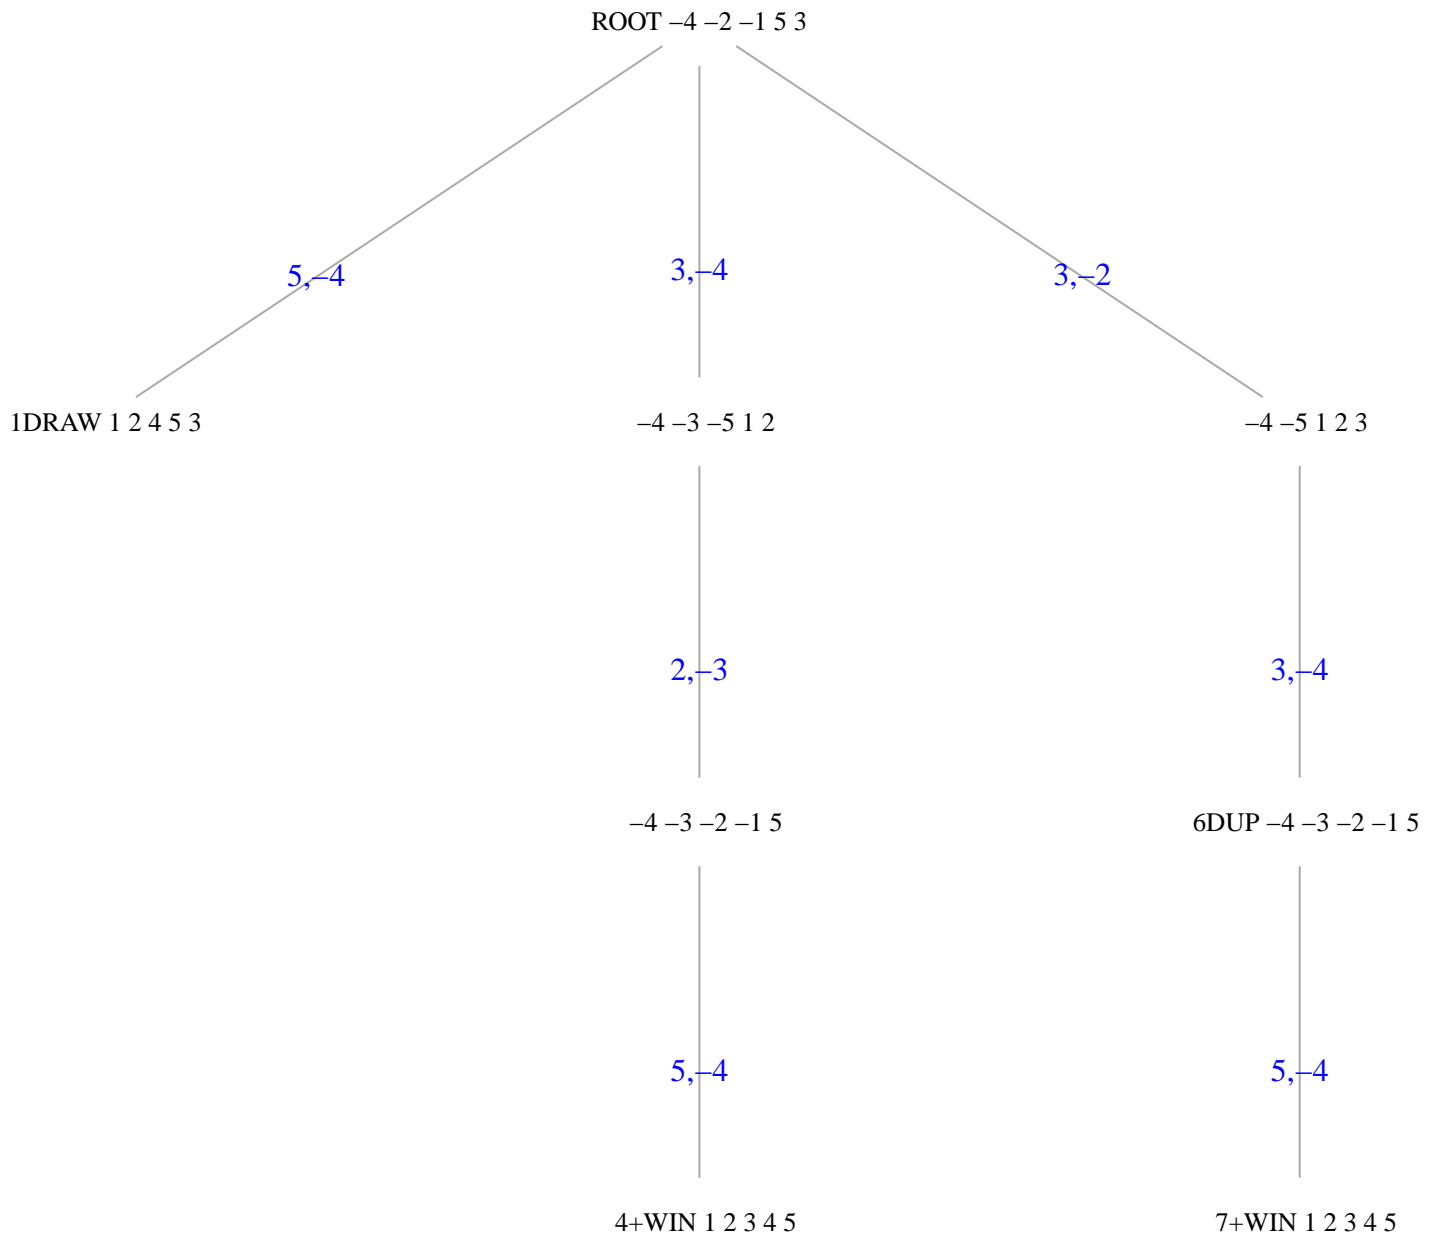 ROOT –4 –2 –1 5 3
5,–4
3,–4
3,–2
1DRAW 1 2 4 5 3
–4 –3 –5 1 2
–4 –5 1 2 3
2,–3
3,–4
–4 –3 –2 –1 5
6DUP –4 –3 –2 –1 5
5,–4
5,–4
4+WIN 1 2 3 4 5
7+WIN 1 2 3 4 5